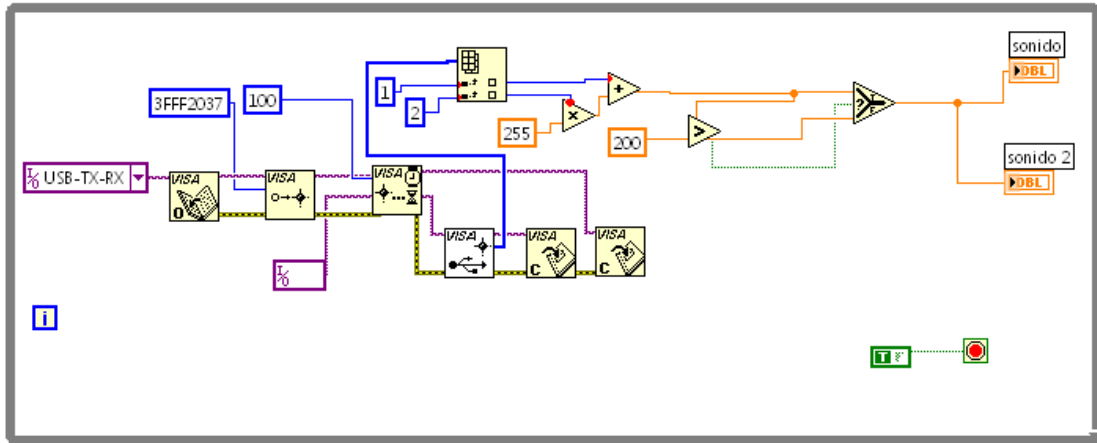 sonido
DBL
1
3FFF2037
100
2
+
x
255
200
>
?
T
F
sonido 2
DBL
I/O USB-TX-RX
VISA
O
VISA
VISA
I/O
VISA
VISA
C
VISA
C
i
T F